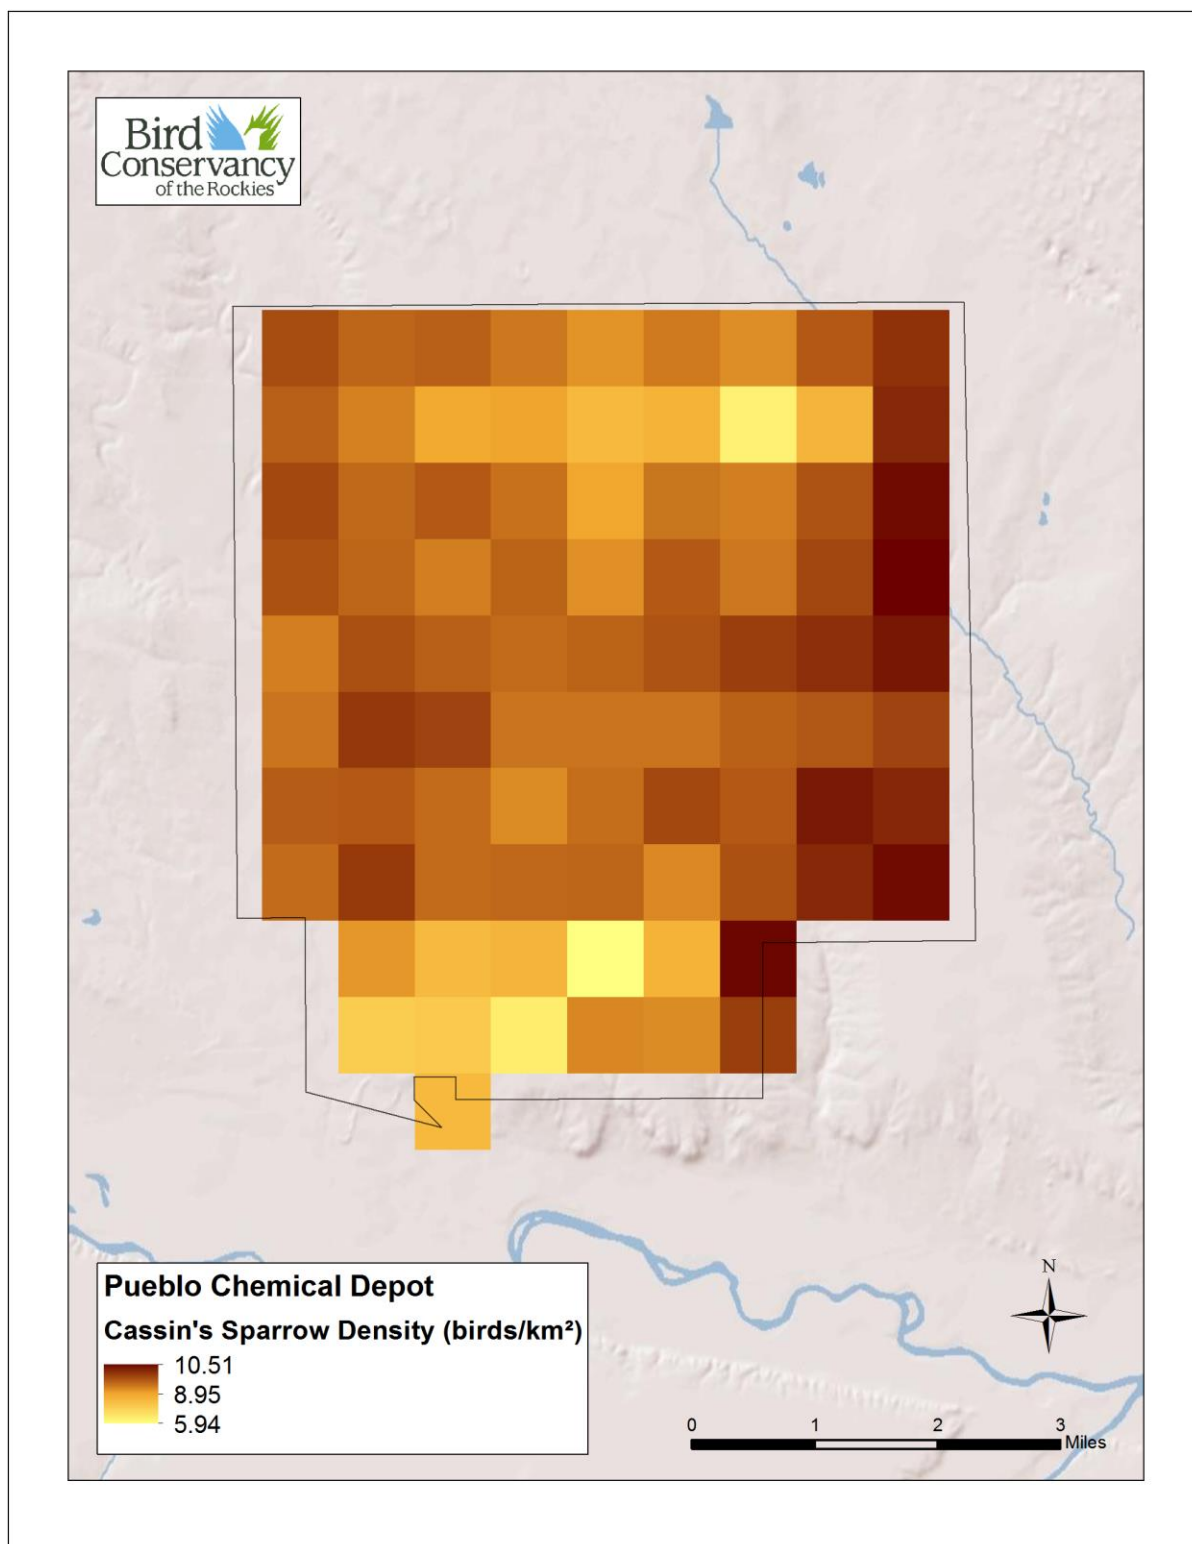 Bird
Conservancy
of the Rockies
Pueblo Chemical Depot
Cassin's Sparrow Density (birds/km²)
10.51
8.95
5.94
N
0 1 2 3
Miles